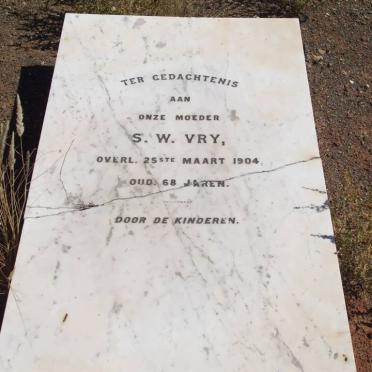 TER GEDACHTENIS
AAN
ONZE MOEDER
S. W. VRY,
OVERL. 25STE MAART 1904.
OUD. 68 JAREN.
DOOR DE KINDEREN.